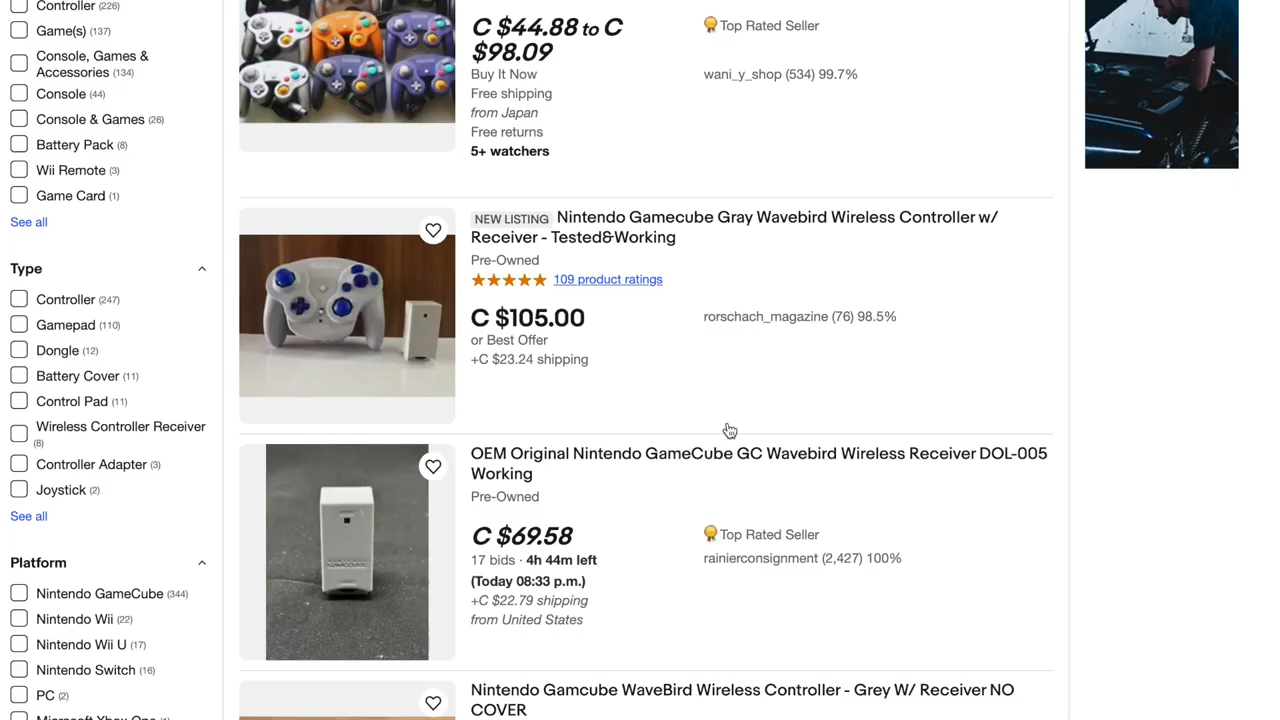 Controller (226)
Game(s) (137)
Console, Games &
Accessories (134)
Console (44)
Console & Games (26)
Battery Pack (8)
Wii Remote (3)
Game Card (1)
See all
Type
Controller (247)
Gamepad (110)
Dongle (12)
Battery Cover (11)
Control Pad (11)
Wireless Controller Receiver
(8)
Controller Adapter (3)
Joystick (2)
See all
Platform
Nintendo GameCube (344)
Nintendo Wii (22)
Nintendo Wii U (17)
Nintendo Switch (16)
PC (2)
Microsoft Xbox One (1)
C $44.88 to C
$98.09
Buy It Now
Free shipping
from Japan
Free returns
5+ watchers
Top Rated Seller
wani_y_shop (534) 99.7%
NEW LISTING Nintendo Gamecube Gray Wavebird Wireless Controller w/
Receiver - Tested&Working
Pre-Owned
109 product ratings
C $105.00
or Best Offer
+C $23.24 shipping
rorschach_magazine (76) 98.5%
OEM Original Nintendo GameCube GC Wavebird Wireless Receiver DOL-005
Working
Pre-Owned
C $69.58
17 bids · 4h 44m left
(Today 08:33 p.m.)
+C $22.79 shipping
from United States
Top Rated Seller
rainierconsignment (2,427) 100%
Nintendo Gamcube WaveBird Wireless Controller - Grey W/ Receiver NO
COVER